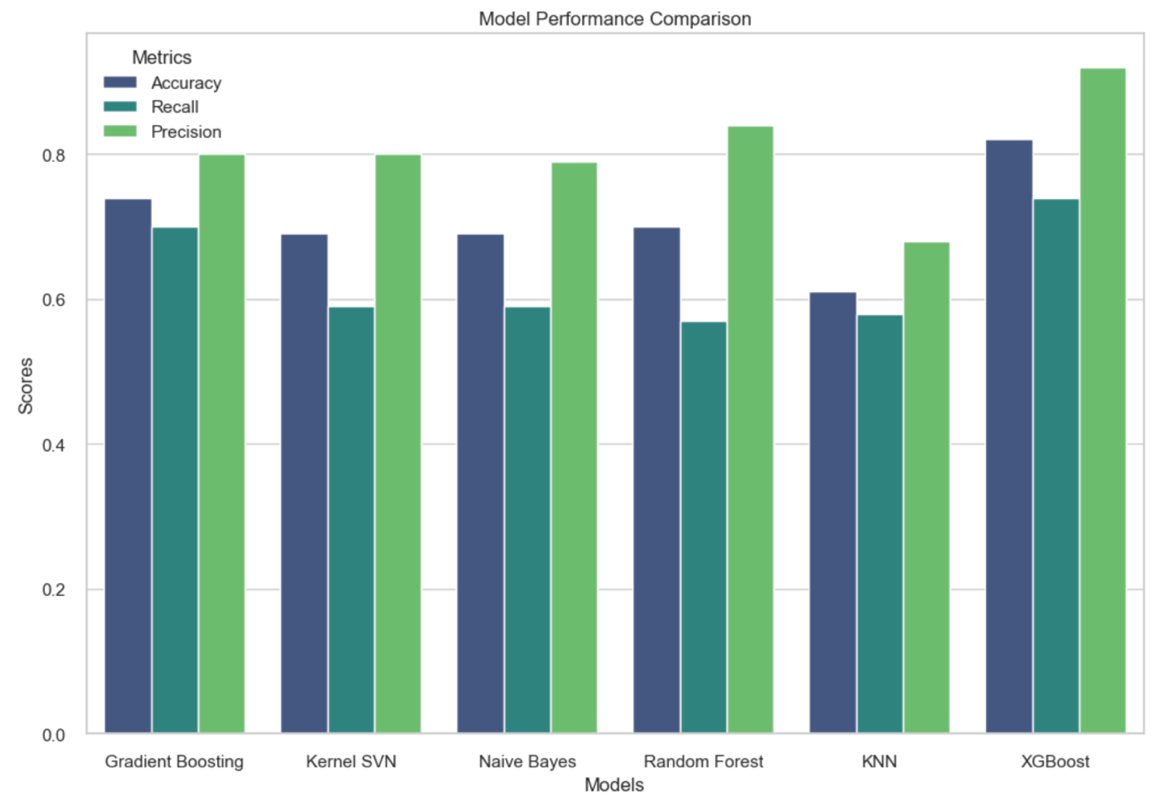 Model Performance Comparison
Metrics
Accuracy
Recall
Precision
0.8
0.6
0.4
0.2
0.0
Scores
Gradient Boosting Kernel SVN Naive Bayes Random Forest KNN XGBoost
Models